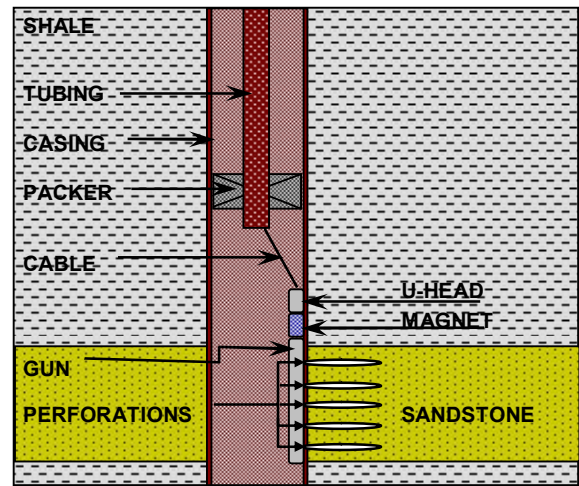 SHALE
TUBING
CASING
PACKER
CABLE
U-HEAD
MAGNET
GUN
PERFORATIONS SANDSTONE